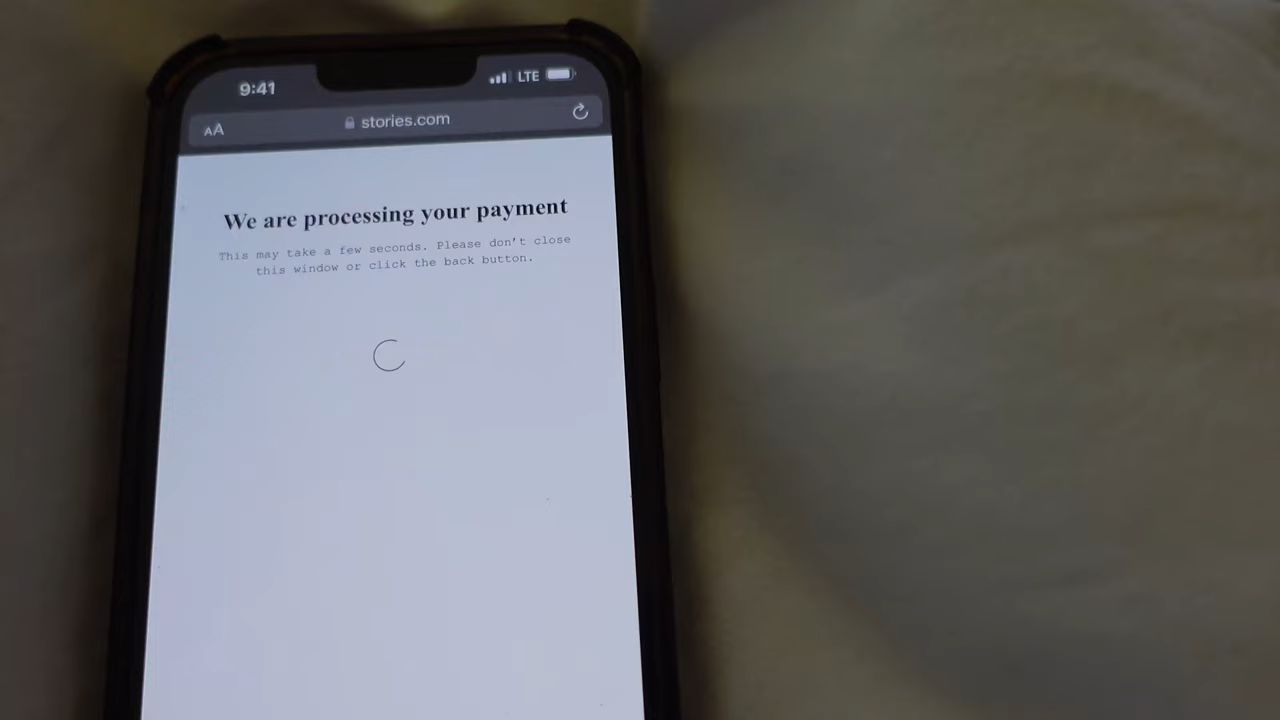 9:41
LTE
AA
stories.com
We are processing your payment
This may take a few seconds. Please don't close
this window or click the back button.